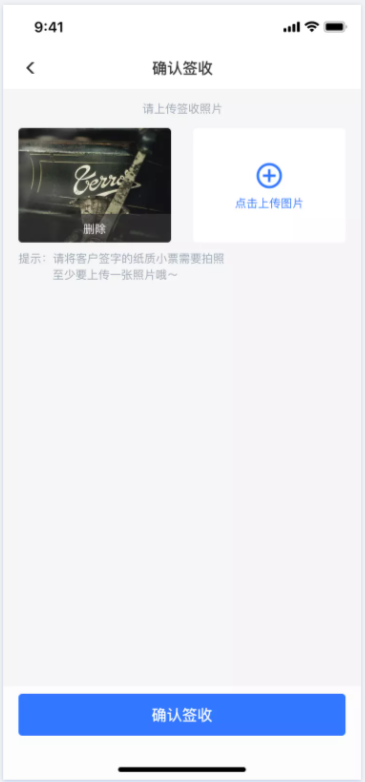 9:41
确认签收
请上传签收照片
Terrot
删除
点击上传图片
提示：请将客户签字的纸质小票需要拍照
至少要上传一张照片哦～
确认签收